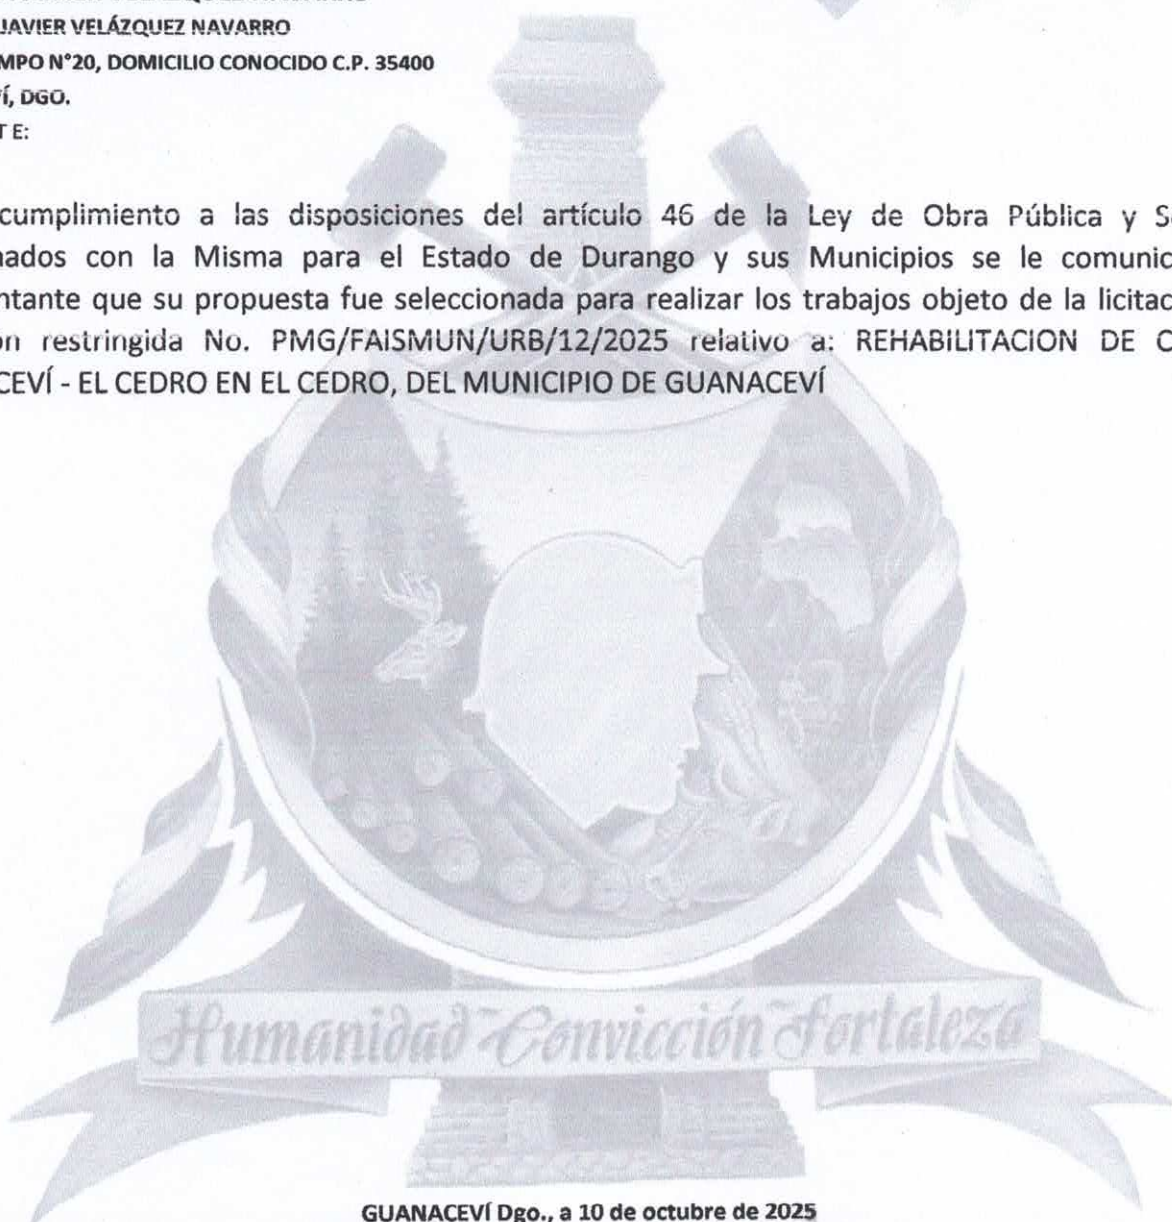 JAVIER VELÁZQUEZ NAVARRO
MPO N°20, DOMICILIO CONOCIDO C.P. 35400
Í, DGO.
T E:
cumplimiento a las disposiciones del artículo 46 de la Ley de Obra Pública y S
nados con la Misma para el Estado de Durango y sus Municipios se le comunic
ntante que su propuesta fue seleccionada para realizar los trabajos objeto de la licitac
ón restringida No. PMG/FAISMUN/URB/12/2025 relativo a: REHABILITACION DE C
CEVÍ - EL CEDRO EN EL CEDRO, DEL MUNICIPIO DE GUANACEVÍ
Humanidad Convicción Fortaleza
GUANACEVÍ Dgo., a 10 de octubre de 2025